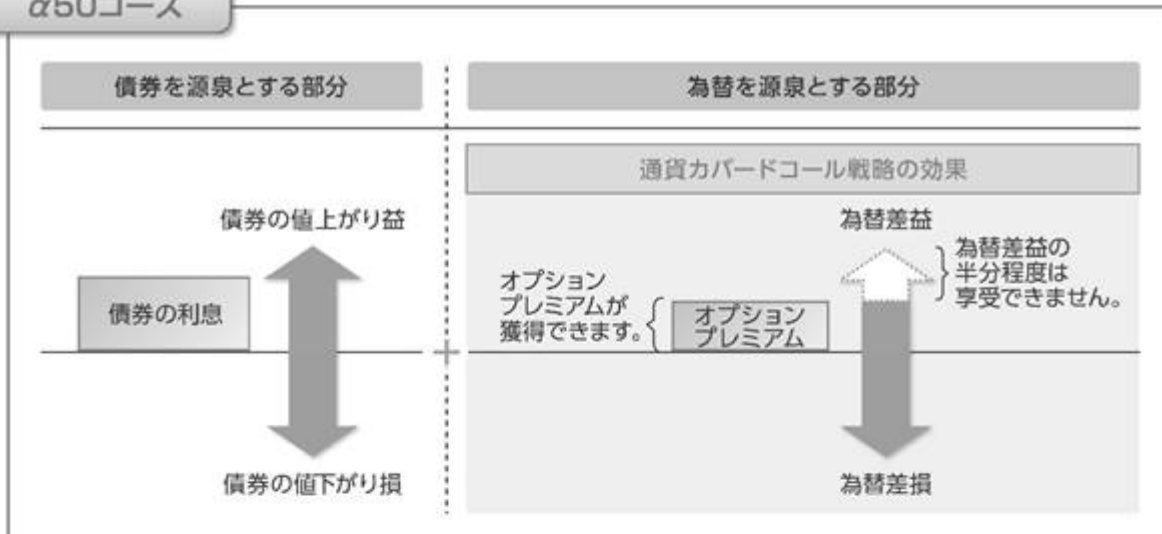 α50コース
債券を源泉とする部分
為替を源泉とする部分
通貨カバードコール戦略の効果
債券の値上がり益
債券の利息
債券の値下がり損
為替差益
為替差益の
半分程度は
享受できません。
オプション
プレミアムが
獲得できます。
オプション
プレミアム
為替差損